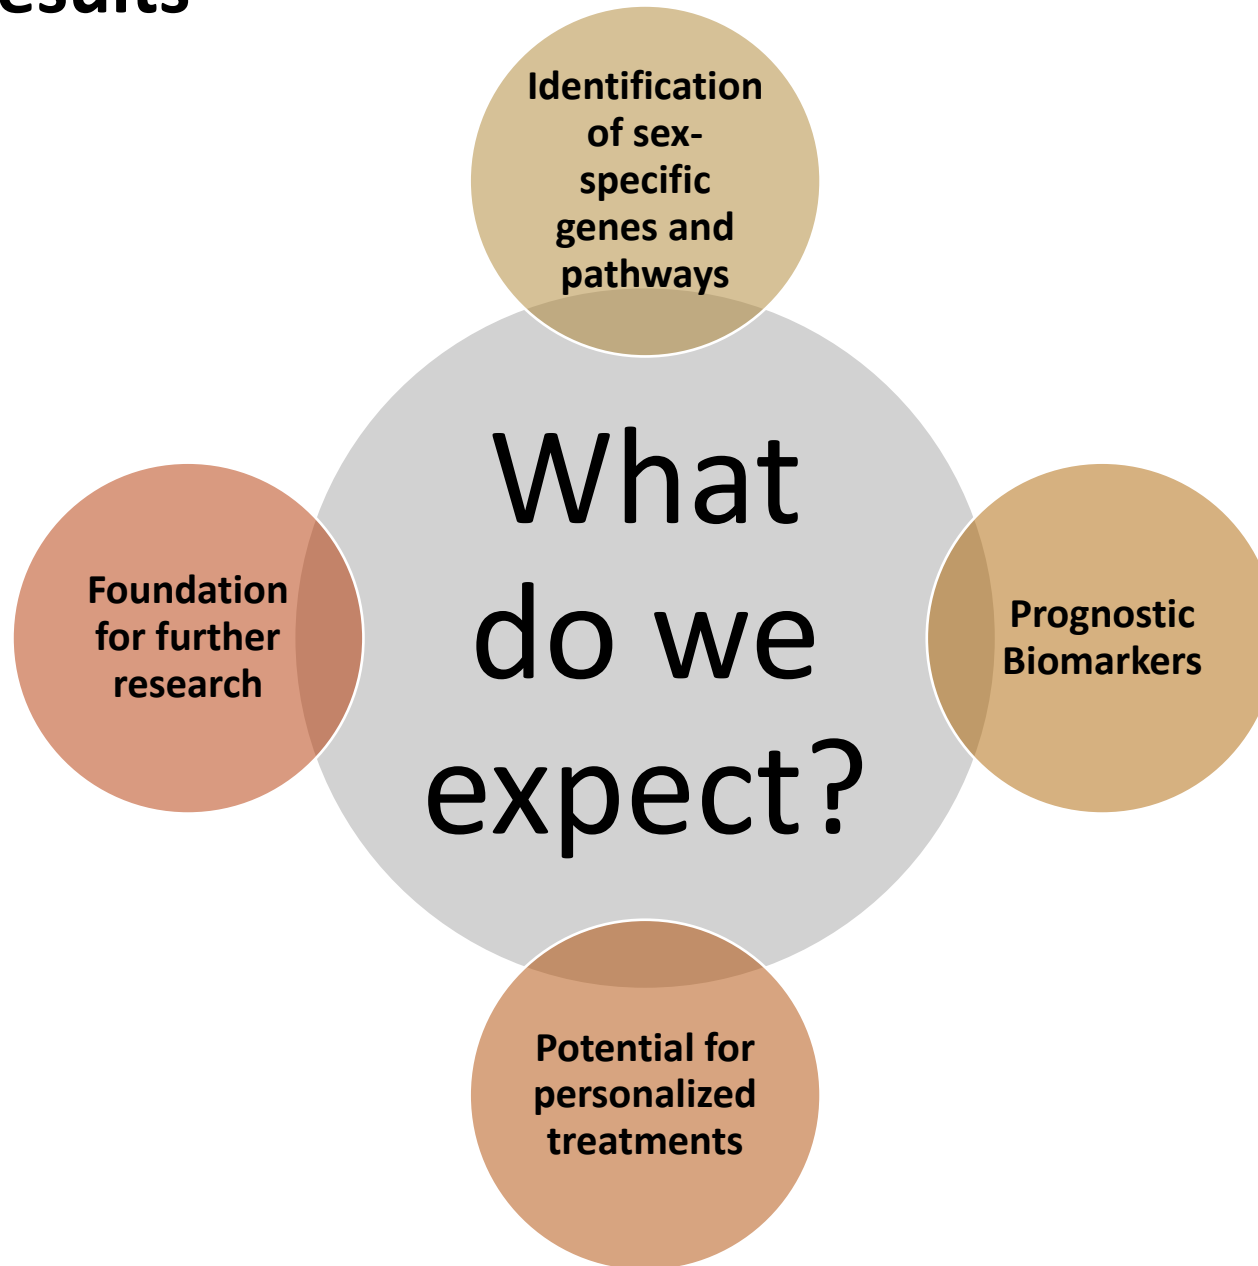 esults
Identification
of sex-
specific
genes and
pathways
What
do we
expect?
Foundation
for further
research
Prognostic
Biomarkers
Potential for
personalized
treatments